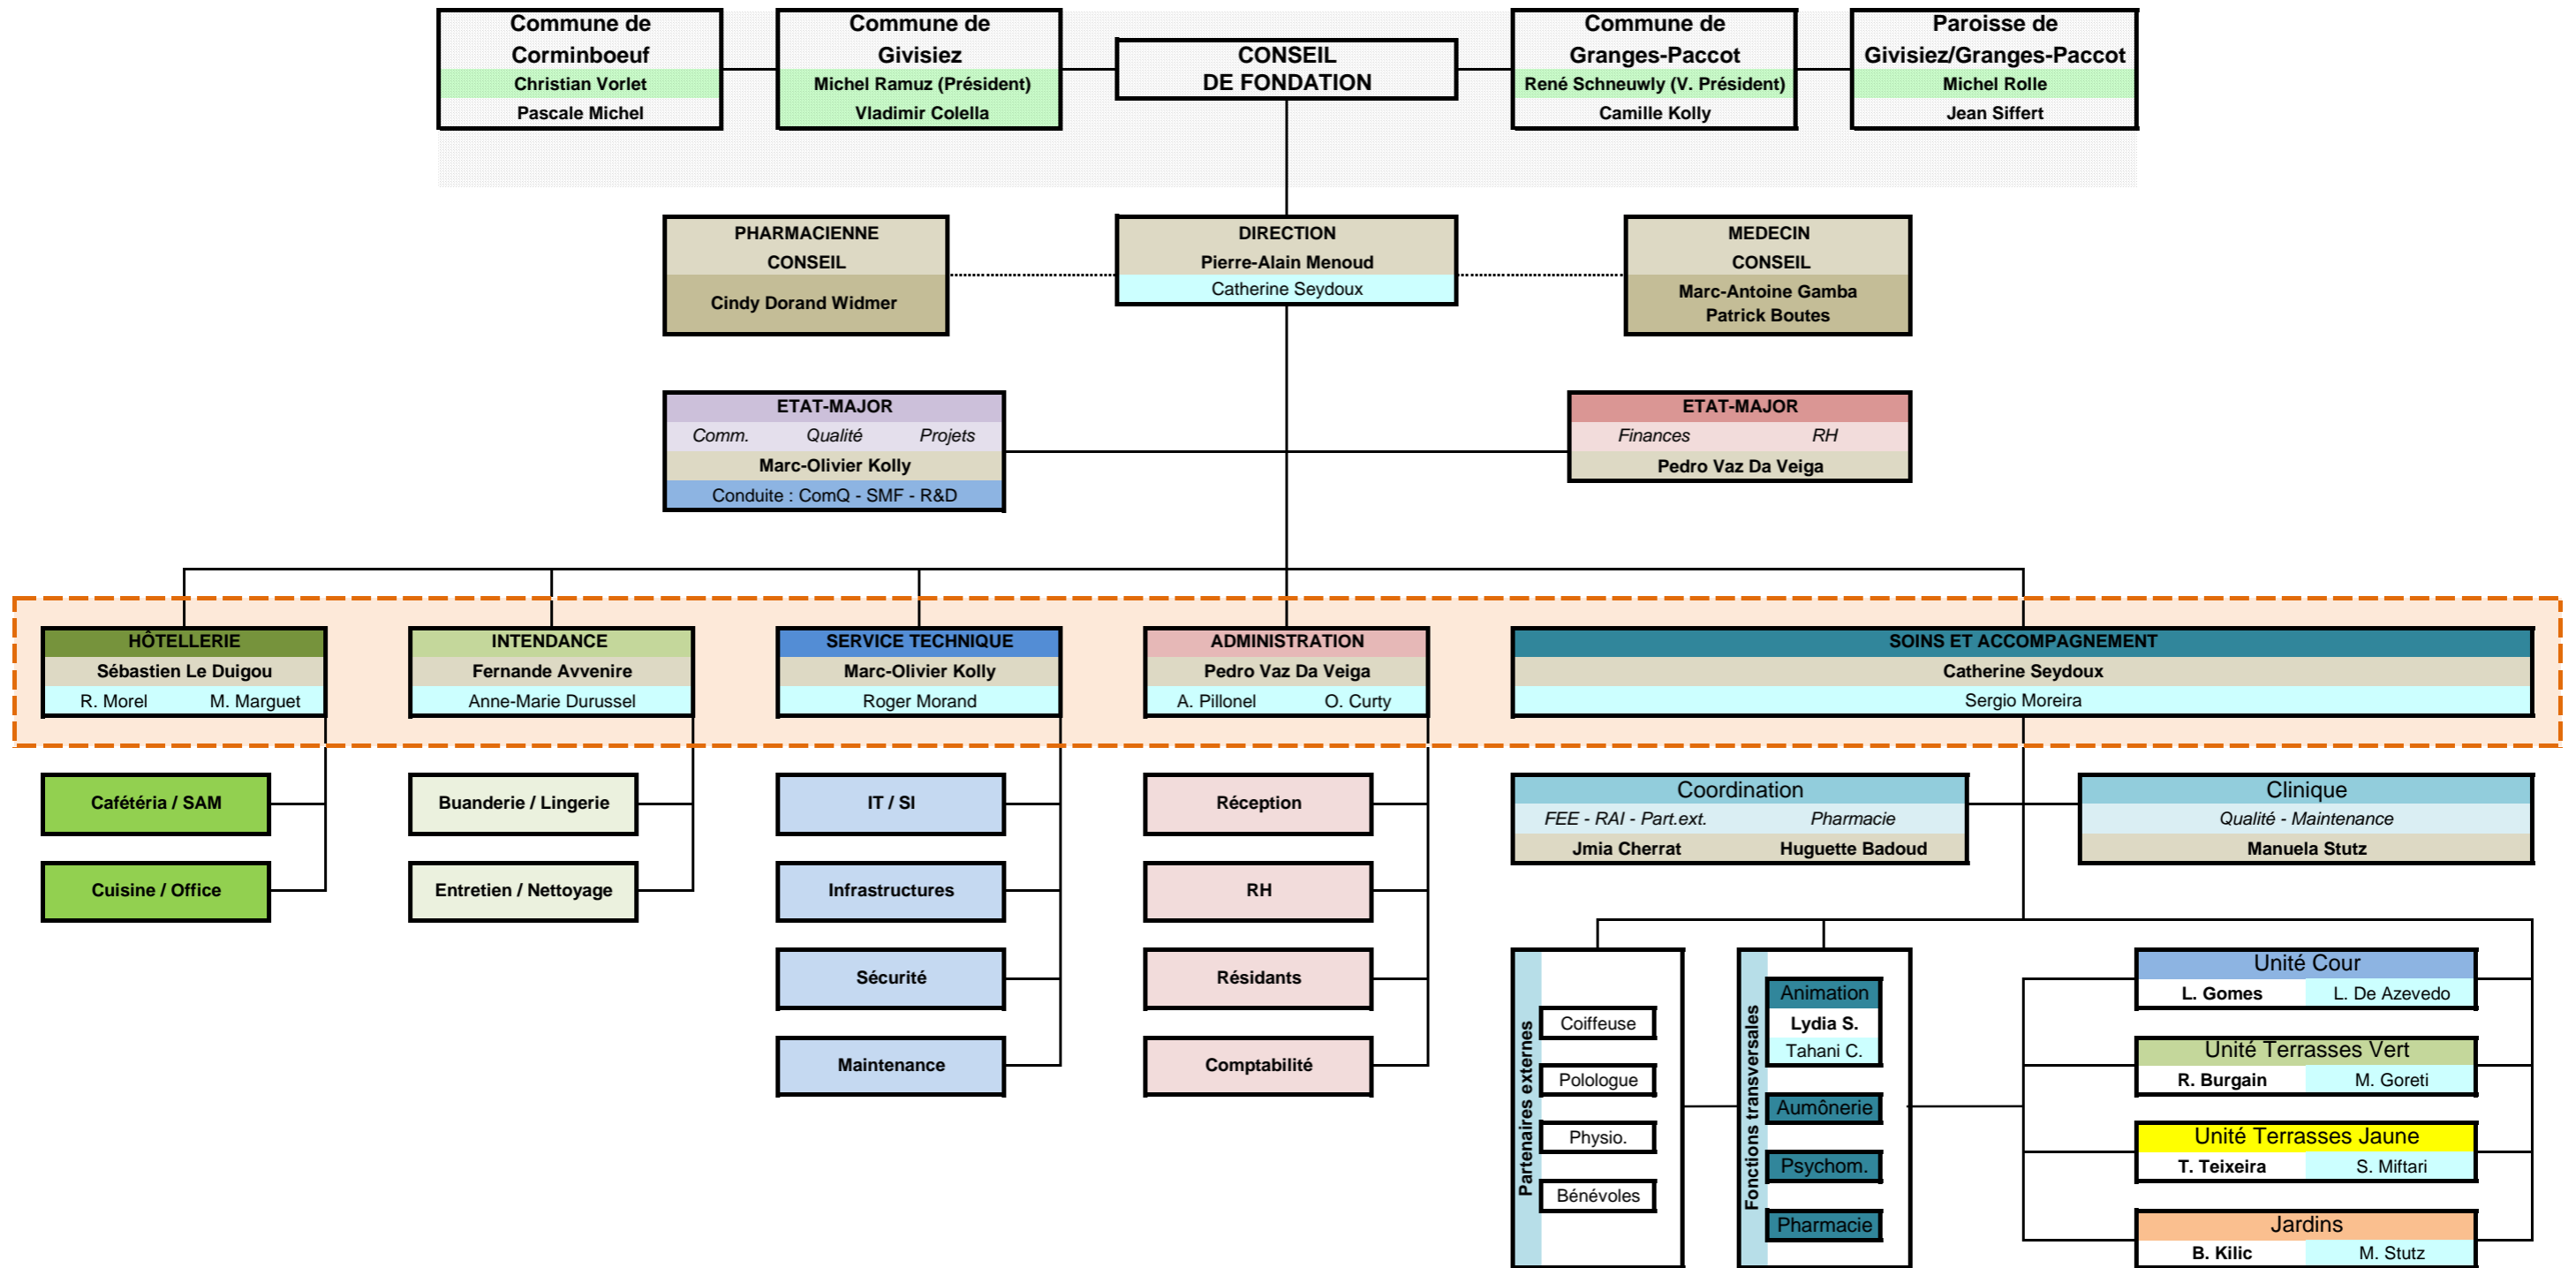 Commune de
Corminboeuf
Christian Vorlet
Pascale Michel
Commune de
Givisiez
Michel Ramuz (Président)
Vladimir Colella
CONSEIL
DE FONDATION
Commune de
Granges-Paccot
René Schneuwly (V. Président)
Camille Kolly
Paroisse de
Givisiez/Granges-Paccot
Michel Rolle
Jean Siffert
PHARMACIENNE
CONSEIL
Cindy Dorand Widmer
DIRECTION
Pierre-Alain Menoud
Catherine Seydoux
MEDECIN
CONSEIL
Marc-Antoine Gamba
Patrick Boutes
ETAT-MAJOR
Comm. Qualité Projets
Marc-Olivier Kolly
Conduite : ComQ - SMF - R&D
ETAT-MAJOR
Finances RH
Pedro Vaz Da Veiga
HÔTELLERIE
Sébastien Le Duigou
R. Morel M. Marguet
INTENDANCE
Fernande Avvenire
Anne-Marie Durussel
SERVICE TECHNIQUE
Marc-Olivier Kolly
Roger Morand
ADMINISTRATION
Pedro Vaz Da Veiga
A. Pillonel O. Curty
SOINS ET ACCOMPAGNEMENT
Catherine Seydoux
Sergio Moreira
Cafétéria / SAM
Cuisine / Office
Buanderie / Lingerie
Entretien / Nettoyage
IT / SI
Infrastructures
Sécurité
Maintenance
Réception
RH
Résidants
Comptabilité
Coordination
FEE - RAI - Part.ext. Pharmacie
Jmia Cherrat Huguette Badoud
Clinique
Qualité - Maintenance
Manuela Stutz
Partenaires externes
Coiffeuse
Polologue
Physio.
Bénévoles
Fonctions transversales
Animation
Lydia S.
Tahani C.
Aumônerie
Psychom.
Pharmacie
Unité Cour
L. Gomes L. De Azevedo
Unité Terrasses Vert
R. Burgain M. Goreti
Unité Terrasses Jaune
T. Teixeira S. Miftari
Jardins
B. Kilic M. Stutz